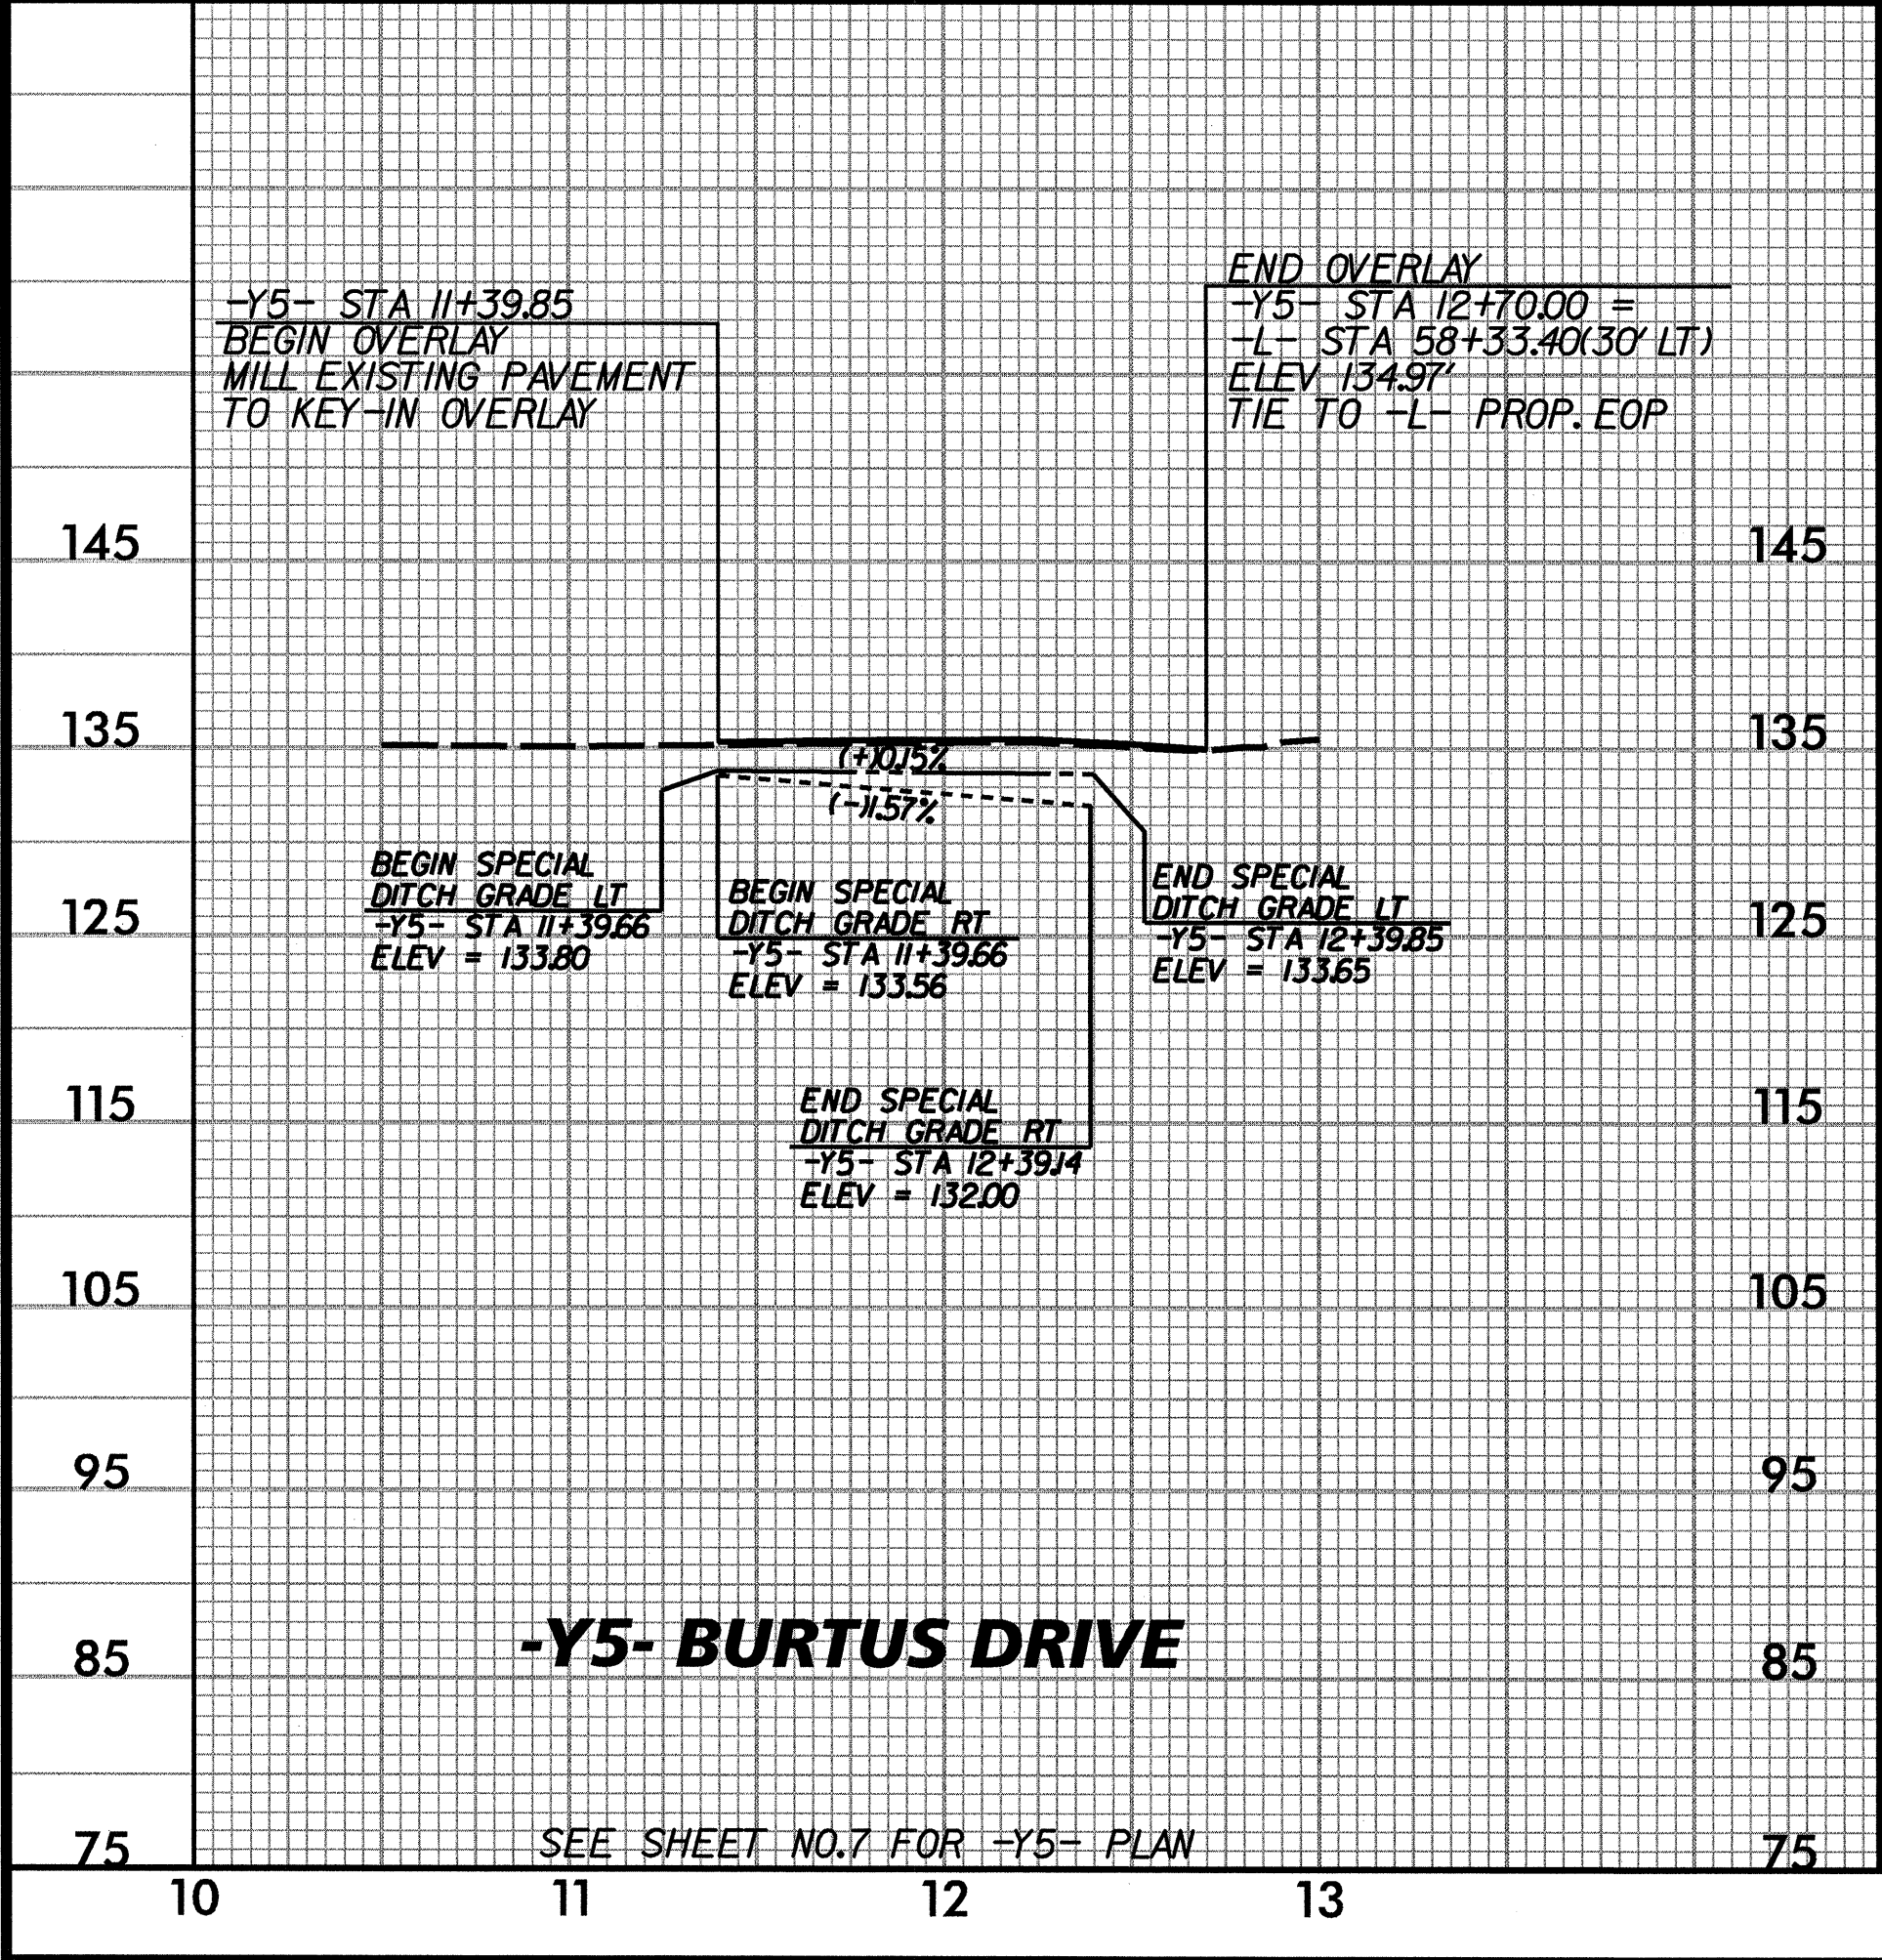 -Y5- STA 11+39.85
BEGIN OVERLAY
MILL EXISTING PAVEMENT
TO KEY-IN OVERLAY
END OVERLAY
-Y5- STA 12+70.00 =
-L- STA 58+33.40(30' LT)
ELEV 134.97'
TIE TO -L- PROP. EOP
145
145
135
135
(+)0.15%
(-)1.57%
BEGIN SPECIAL
DITCH GRADE LT
-Y5- STA 11+39.66
ELEV = 133.80
BEGIN SPECIAL
DITCH GRADE RT
-Y5- STA 11+39.66
ELEV = 133.56
END SPECIAL
DITCH GRADE LT
-Y5- STA 12+39.85
ELEV = 133.65
125
125
END SPECIAL
DITCH GRADE RT
-Y5- STA 12+39.14
ELEV = 132.00
115
115
105
105
95
95
-Y5- BURTUS DRIVE
85
85
SEE SHEET NO.7 FOR -Y5- PLAN
75
75
10
11
12
13